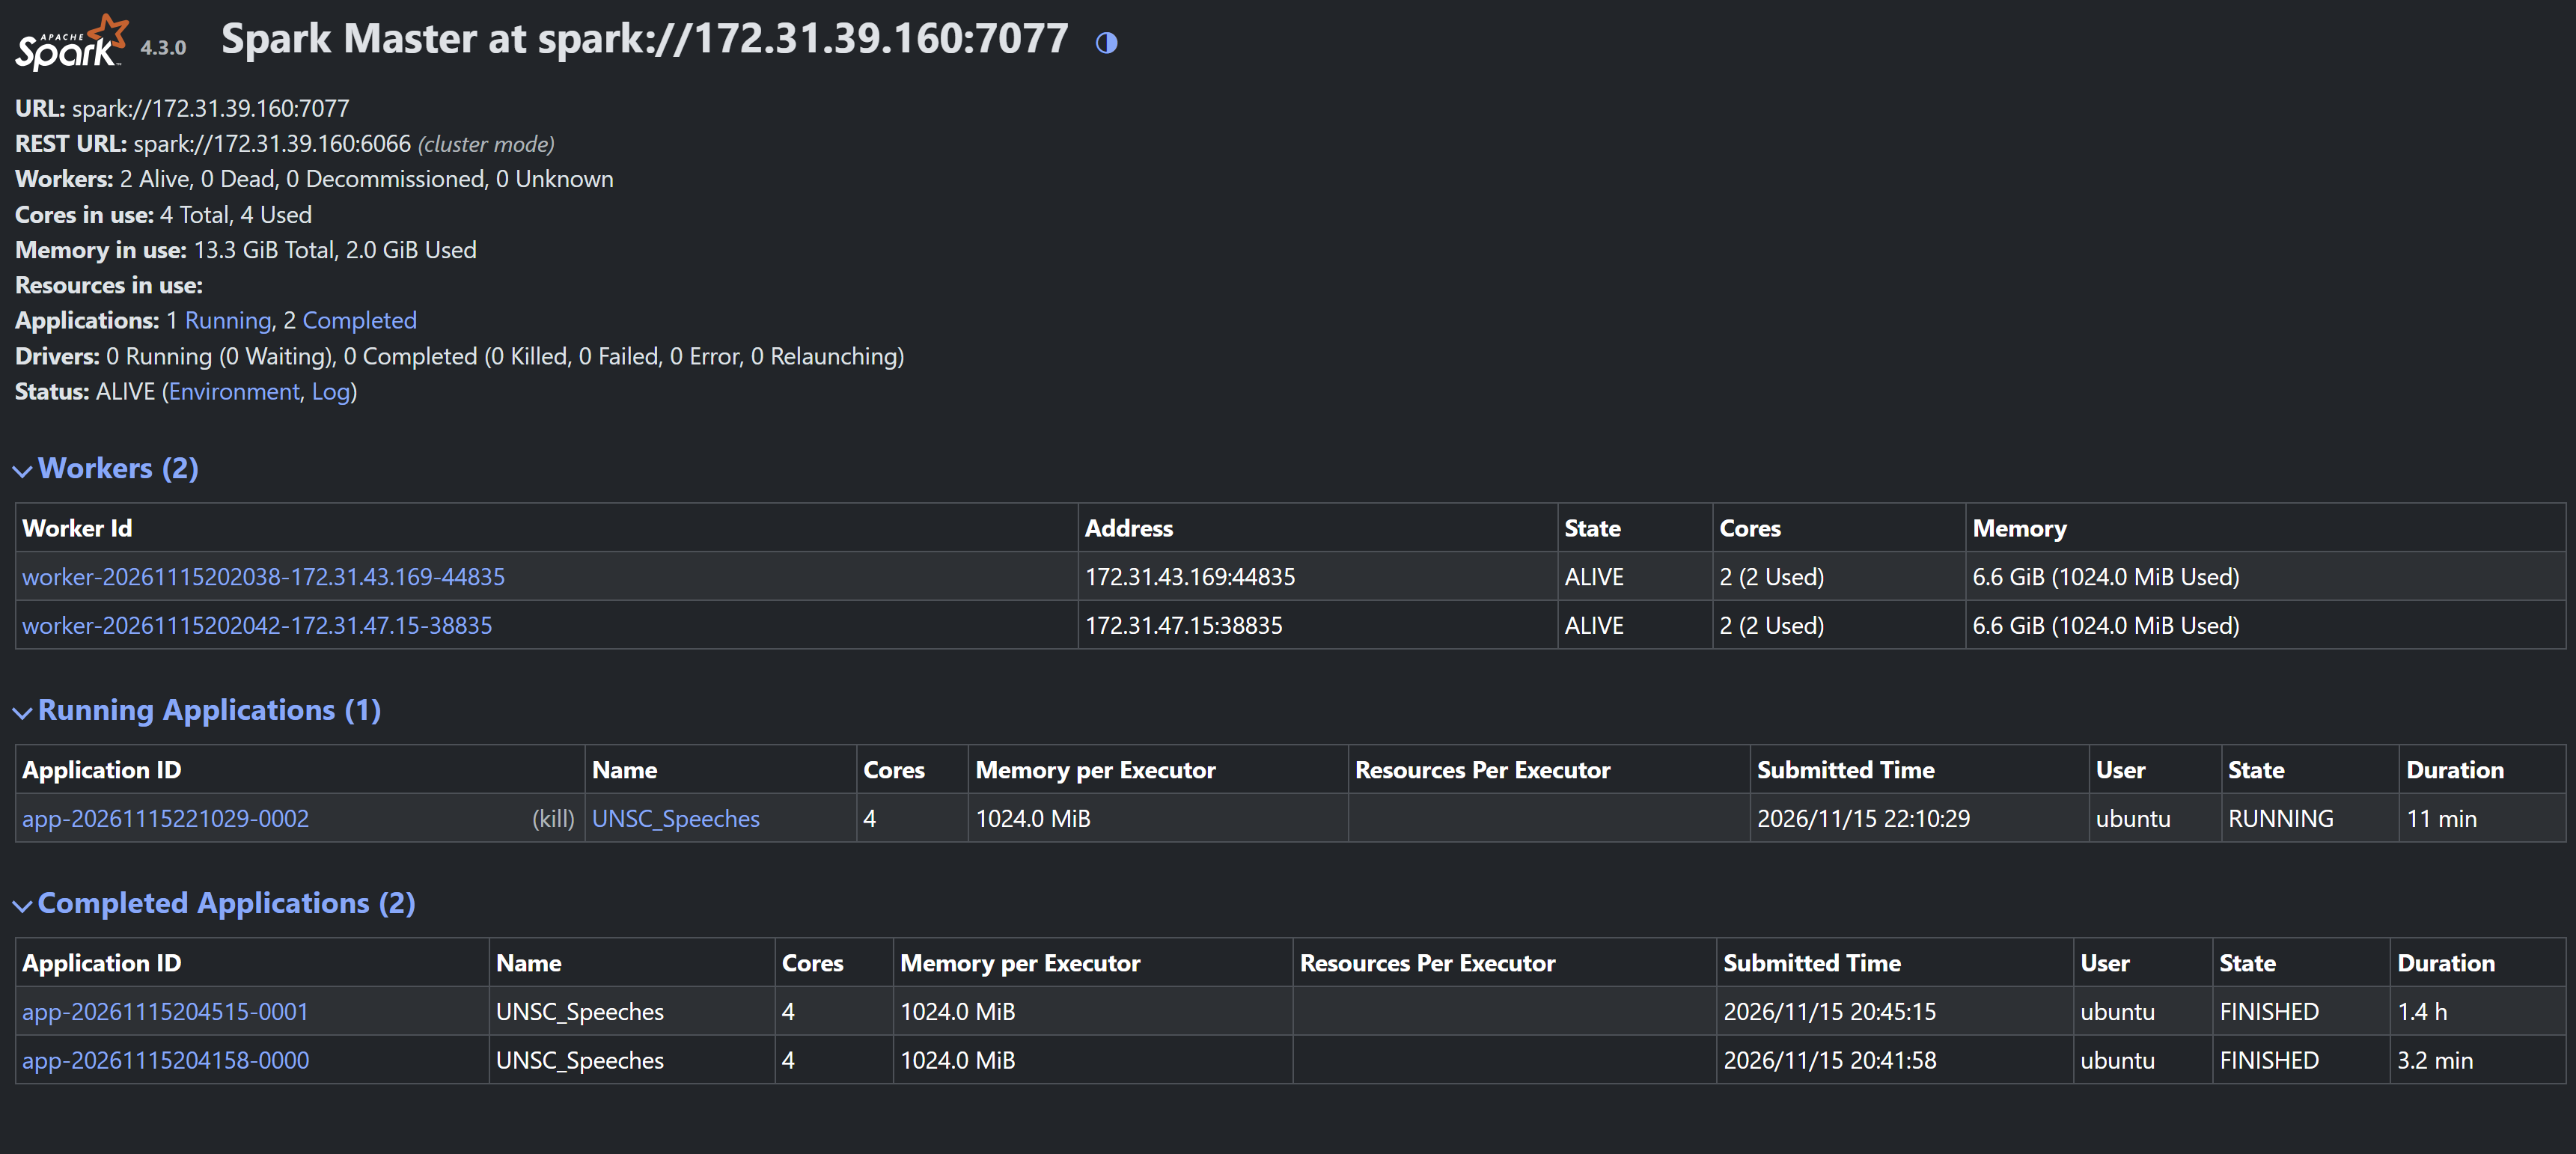 APACHE Spark™ 4.3.0 Spark Master at spark://172.31.39.160:7077
URL: spark://172.31.39.160:7077
REST URL: spark://172.31.39.160:6066 (cluster mode)
Workers: 2 Alive, 0 Dead, 0 Decommissioned, 0 Unknown
Cores in use: 4 Total, 4 Used
Memory in use: 13.3 GiB Total, 2.0 GiB Used
Resources in use:
Applications: 1 Running, 2 Completed
Drivers: 0 Running (0 Waiting), 0 Completed (0 Killed, 0 Failed, 0 Error, 0 Relaunching)
Status: ALIVE (Environment, Log)
Workers (2)
Worker Id Address State Cores Memory
worker-20261115202038-172.31.43.169-44835 172.31.43.169:44835 ALIVE 2 (2 Used) 6.6 GiB (1024.0 MiB Used)
worker-20261115202042-172.31.47.15-38835 172.31.47.15:38835 ALIVE 2 (2 Used) 6.6 GiB (1024.0 MiB Used)
Running Applications (1)
Application ID Name Cores Memory per Executor Resources Per Executor Submitted Time User State Duration
app-20261115221029-0002 (kill) UNSC_Speeches 4 1024.0 MiB 2026/11/15 22:10:29 ubuntu RUNNING 11 min
Completed Applications (2)
Application ID Name Cores Memory per Executor Resources Per Executor Submitted Time User State Duration
app-20261115204515-0001 UNSC_Speeches 4 1024.0 MiB 2026/11/15 20:45:15 ubuntu FINISHED 1.4 h
app-20261115204158-0000 UNSC_Speeches 4 1024.0 MiB 2026/11/15 20:41:58 ubuntu FINISHED 3.2 min